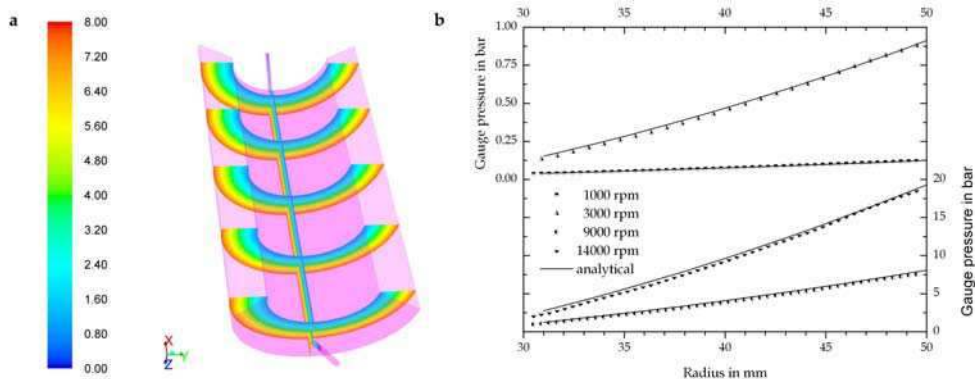 a
8.00
7.20
6.40
5.60
4.80
4.00
3.20
2.40
1.60
0.80
0.00
X
Y
Z
b
30 35 40 45 50
1.00
0.75
0.50
0.25
0.00
Gauge pressure in bar
1000 rpm
3000 rpm
9000 rpm
14000 rpm
analytical
20
15
10
5
0
Gauge pressure in bar
30 35 40 45 50
Radius in mm